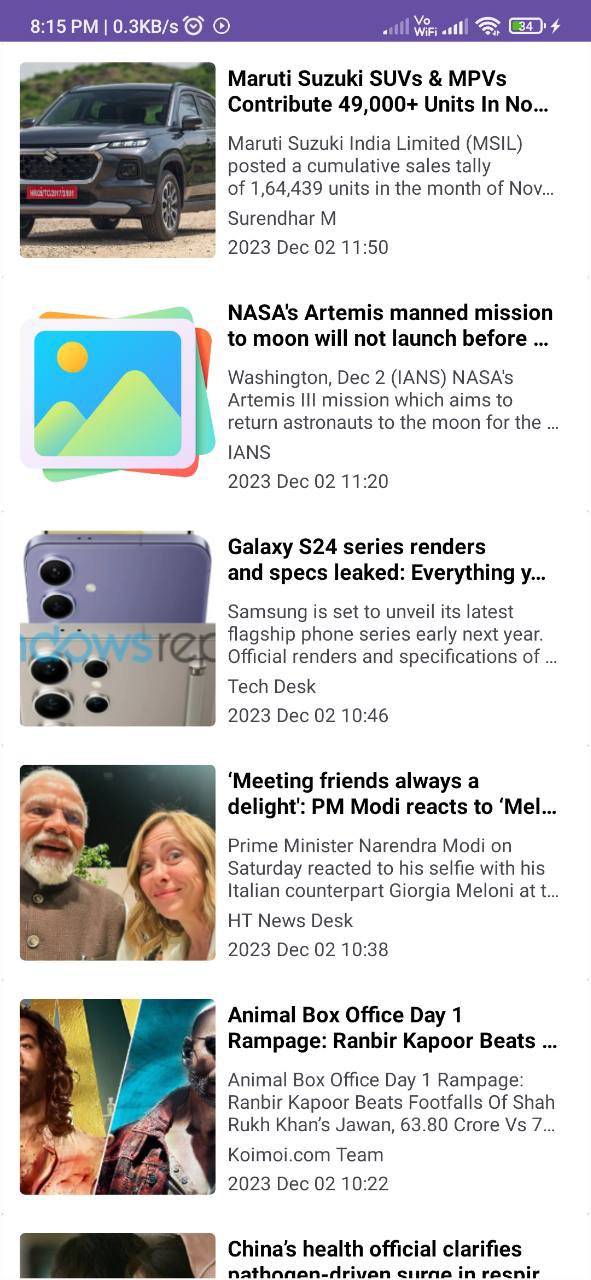 8:15 PM | 0.3KB/s
Vo
WiFi
34
Maruti Suzuki SUVs & MPVs
Contribute 49,000+ Units In No...
Maruti Suzuki India Limited (MSIL)
posted a cumulative sales tally
of 1,64,439 units in the month of Nov...
Surendhar M
2023 Dec 02 11:50
NASA's Artemis manned mission
to moon will not launch before ...
Washington, Dec 2 (IANS) NASA's
Artemis III mission which aims to
return astronauts to the moon for the ...
IANS
2023 Dec 02 11:20
ndowsrep
Galaxy S24 series renders
and specs leaked: Everything y...
Samsung is set to unveil its latest
flagship phone series early next year.
Official renders and specifications of ...
Tech Desk
2023 Dec 02 10:46
‘Meeting friends always a
delight': PM Modi reacts to ‘Mel...
Prime Minister Narendra Modi on
Saturday reacted to his selfie with his
Italian counterpart Giorgia Meloni at t...
HT News Desk
2023 Dec 02 10:38
Animal Box Office Day 1
Rampage: Ranbir Kapoor Beats ...
Animal Box Office Day 1 Rampage:
Ranbir Kapoor Beats Footfalls Of Shah
Rukh Khan’s Jawan, 63.80 Crore Vs 7...
Koimoi.com Team
2023 Dec 02 10:22
China’s health official clarifies
pathogen-driven surge in respir